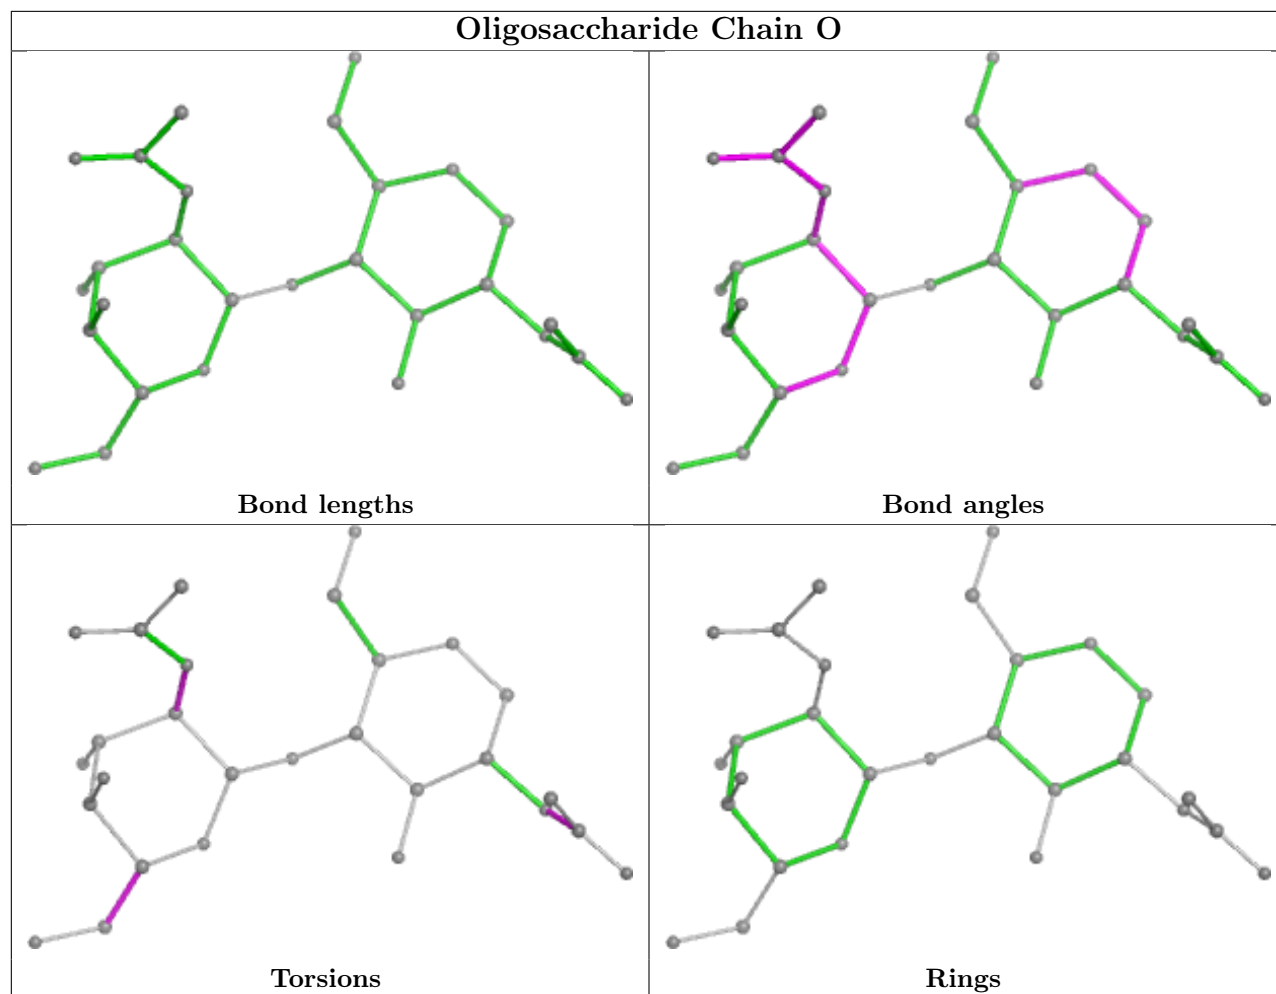 Oligosaccharide Chain O
Bond lengths
Bond angles
Torsions
Rings